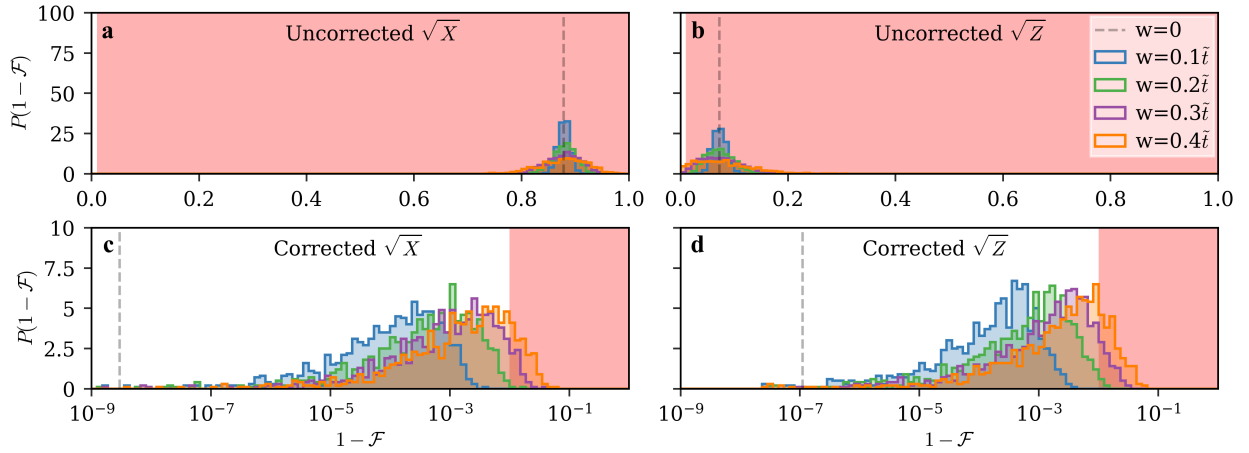 100
75
50
25
0
P(1 − ℱ)
a
Uncorrected √X
0.0 0.2 0.4 0.6 0.8 1.0
b
Uncorrected √Z
w=0
w=0.1t̃
w=0.2t̃
w=0.3t̃
w=0.4t̃
0.0 0.2 0.4 0.6 0.8 1.0
10
7.5
5
2.5
0
P(1 − ℱ)
c
Corrected √X
10⁻⁹ 10⁻⁷ 10⁻⁵ 10⁻³ 10⁻¹
1 − ℱ
d
Corrected √Z
10⁻⁹ 10⁻⁷ 10⁻⁵ 10⁻³ 10⁻¹
1 − ℱ